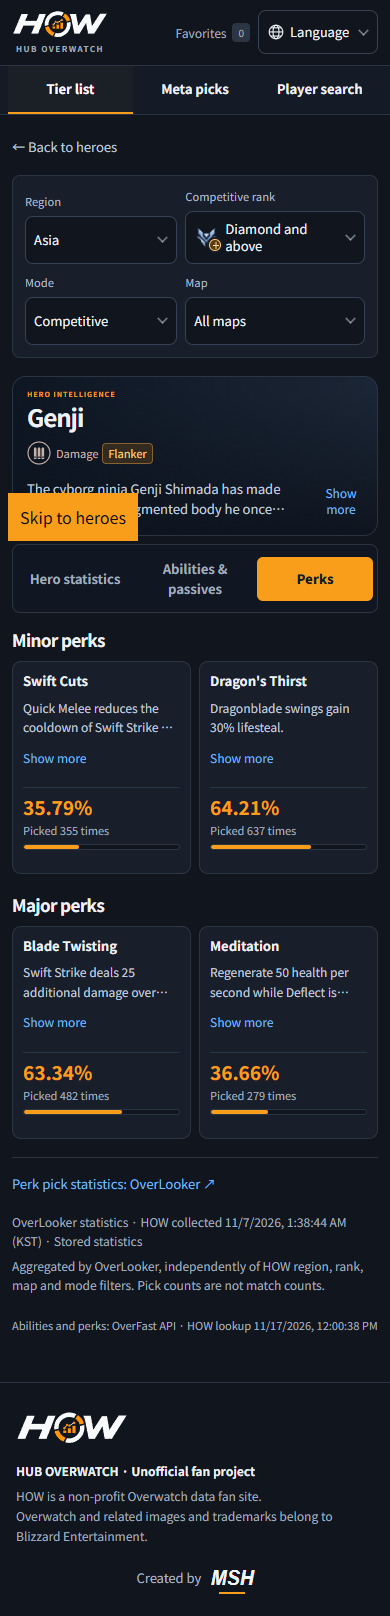 HOW
HUB OVERWATCH
Favorites 0
Language
Tier list
Meta picks
Player search
← Back to heroes
Region
Competitive rank
Asia
Diamond and
above
Mode
Map
Competitive
All maps
HERO INTELLIGENCE
Genji
Damage Flanker
The cyborg ninja Genji Shimada has made
Show
more
Skip to heroes
he once⋯
Hero statistics
Abilities &
passives
Perks
Minor perks
Swift Cuts
Quick Melee reduces the
cooldown of Swift Strike ⋯
Show more
35.79%
Picked 355 times
Dragon's Thirst
Dragonblade swings gain
30% lifesteal.
Show more
64.21%
Picked 637 times
Major perks
Blade Twisting
Swift Strike deals 25
additional damage over⋯
Show more
63.34%
Picked 482 times
Meditation
Regenerate 50 health per
second while Deflect is⋯
Show more
36.66%
Picked 279 times
Perk pick statistics: OverLooker ↗
OverLooker statistics · HOW collected 11/7/2026, 1:38:44 AM
(KST) · Stored statistics
Aggregated by OverLooker, independently of HOW region, rank,
map and mode filters. Pick counts are not match counts.
Abilities and perks: OverFast API · HOW lookup 11/17/2026, 12:00:38 PM
HOW
HUB OVERWATCH · Unofficial fan project
HOW is a non-profit Overwatch data fan site.
Overwatch and related images and trademarks belong to
Blizzard Entertainment.
Created by MSH